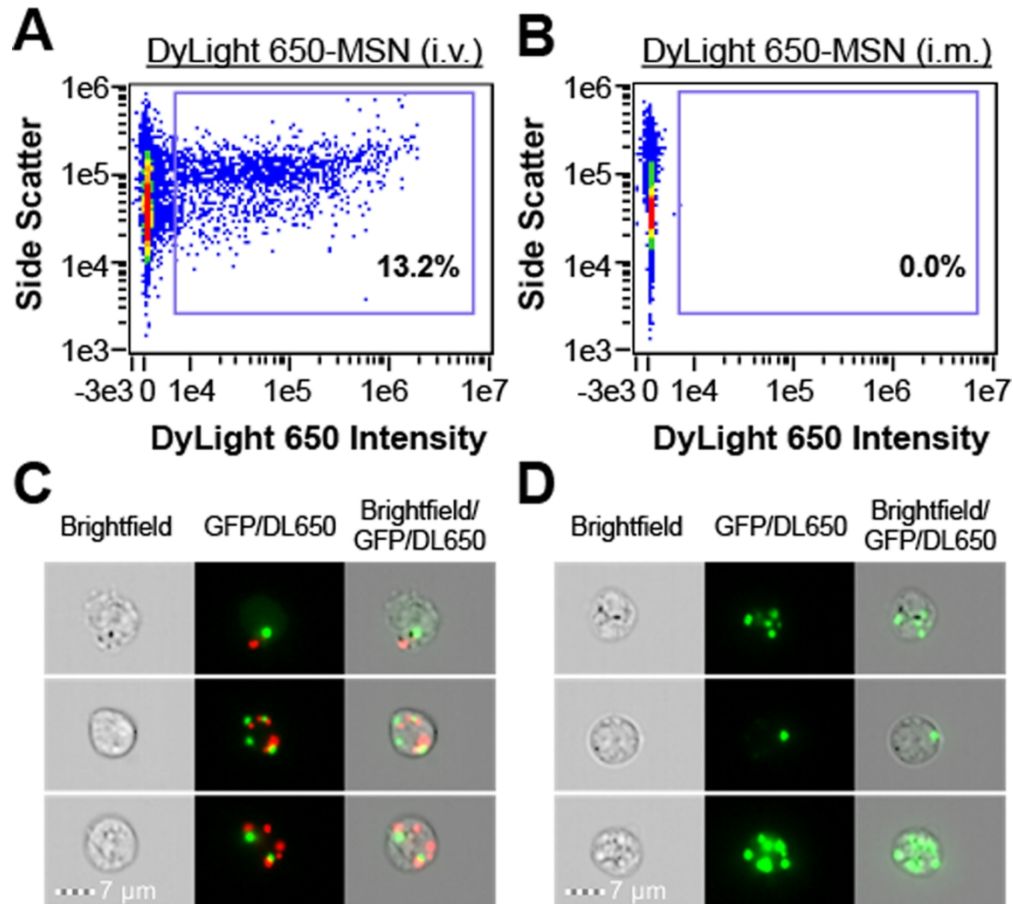 A
DyLight 650-MSN (i.v.)
Side Scatter
1e6
1e5
1e4
1e3
13.2%
-3e3 0 1e4 1e5 1e6 1e7
DyLight 650 Intensity
B
DyLight 650-MSN (i.m.)
Side Scatter
1e6
1e5
1e4
1e3
0.0%
-3e3 0 1e4 1e5 1e6 1e7
DyLight 650 Intensity
C
Brightfield
GFP/DL650
Brightfield/
GFP/DL650
7 µm
D
Brightfield
GFP/DL650
Brightfield/
GFP/DL650
7 µm